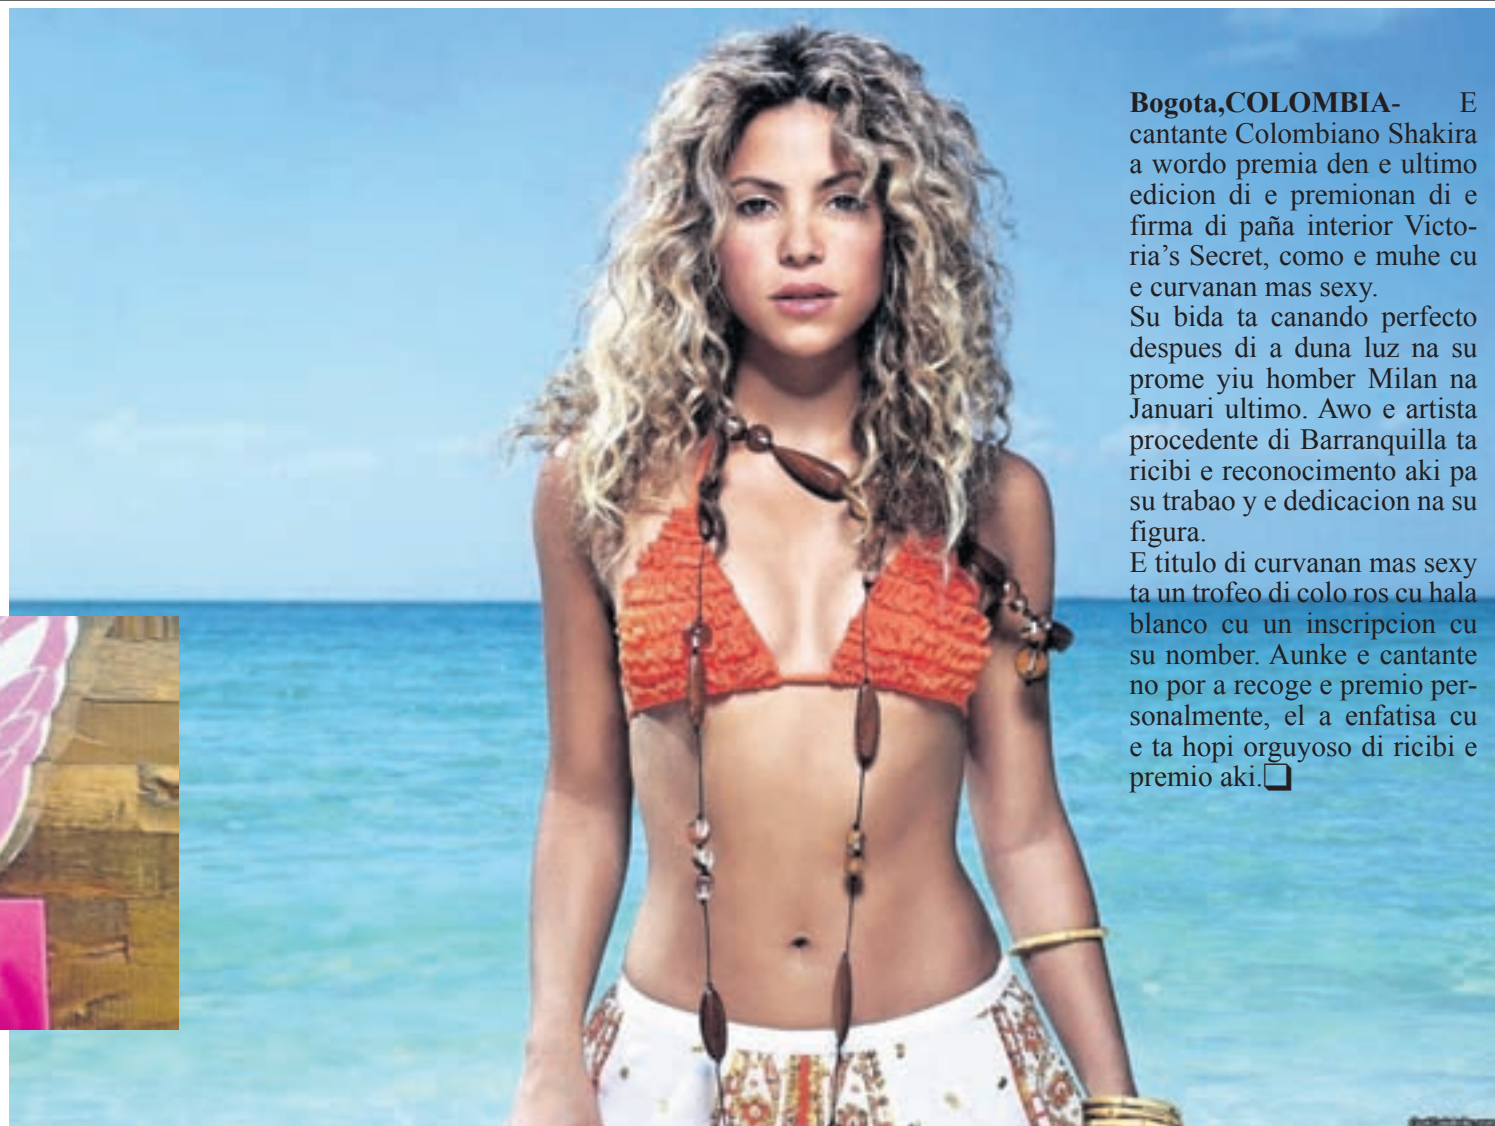 Bogota,COLOMBIA- E
cantante Colombiano Shakira
a wordo premia den e ultimo
edicion di e premionan di e
firma di paña interior Victo-
ria’s Secret, como e muhe cu
e curvanan mas sexy.
Su bida ta canando perfecto
despues di a duna luz na su
prome yiu homber Milan na
Januari ultimo. Awo e artista
procedente di Barranquilla ta
ricibi e reconocimento aki pa
su trabao y e dedicacion na su
figura.
E titulo di curvanan mas sexy
ta un trofeo di colo ros cu hala
blanco cu un inscripcion cu
su nomber. Aunke e cantante
no por a recoge e premio per-
sonalmente, el a enfatisa cu
e ta hopi orguyoso di ricibi e
premio aki.❏